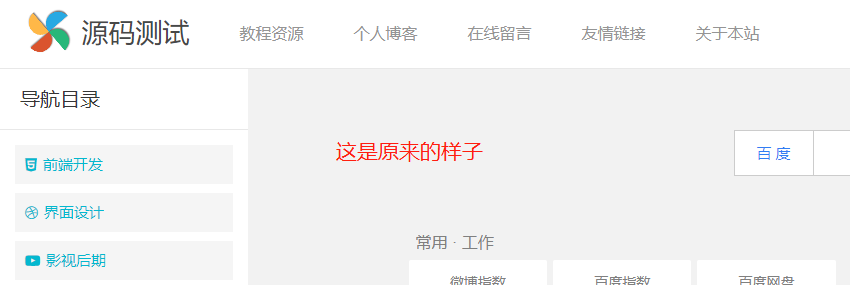 源码测试 教程资源 个人博客 在线留言 友情链接 关于本站
导航目录
这是原来的样子
百 度
前端开发
界面设计
影视后期
常用 · 工作
微博指数 百度指数 百度网盘